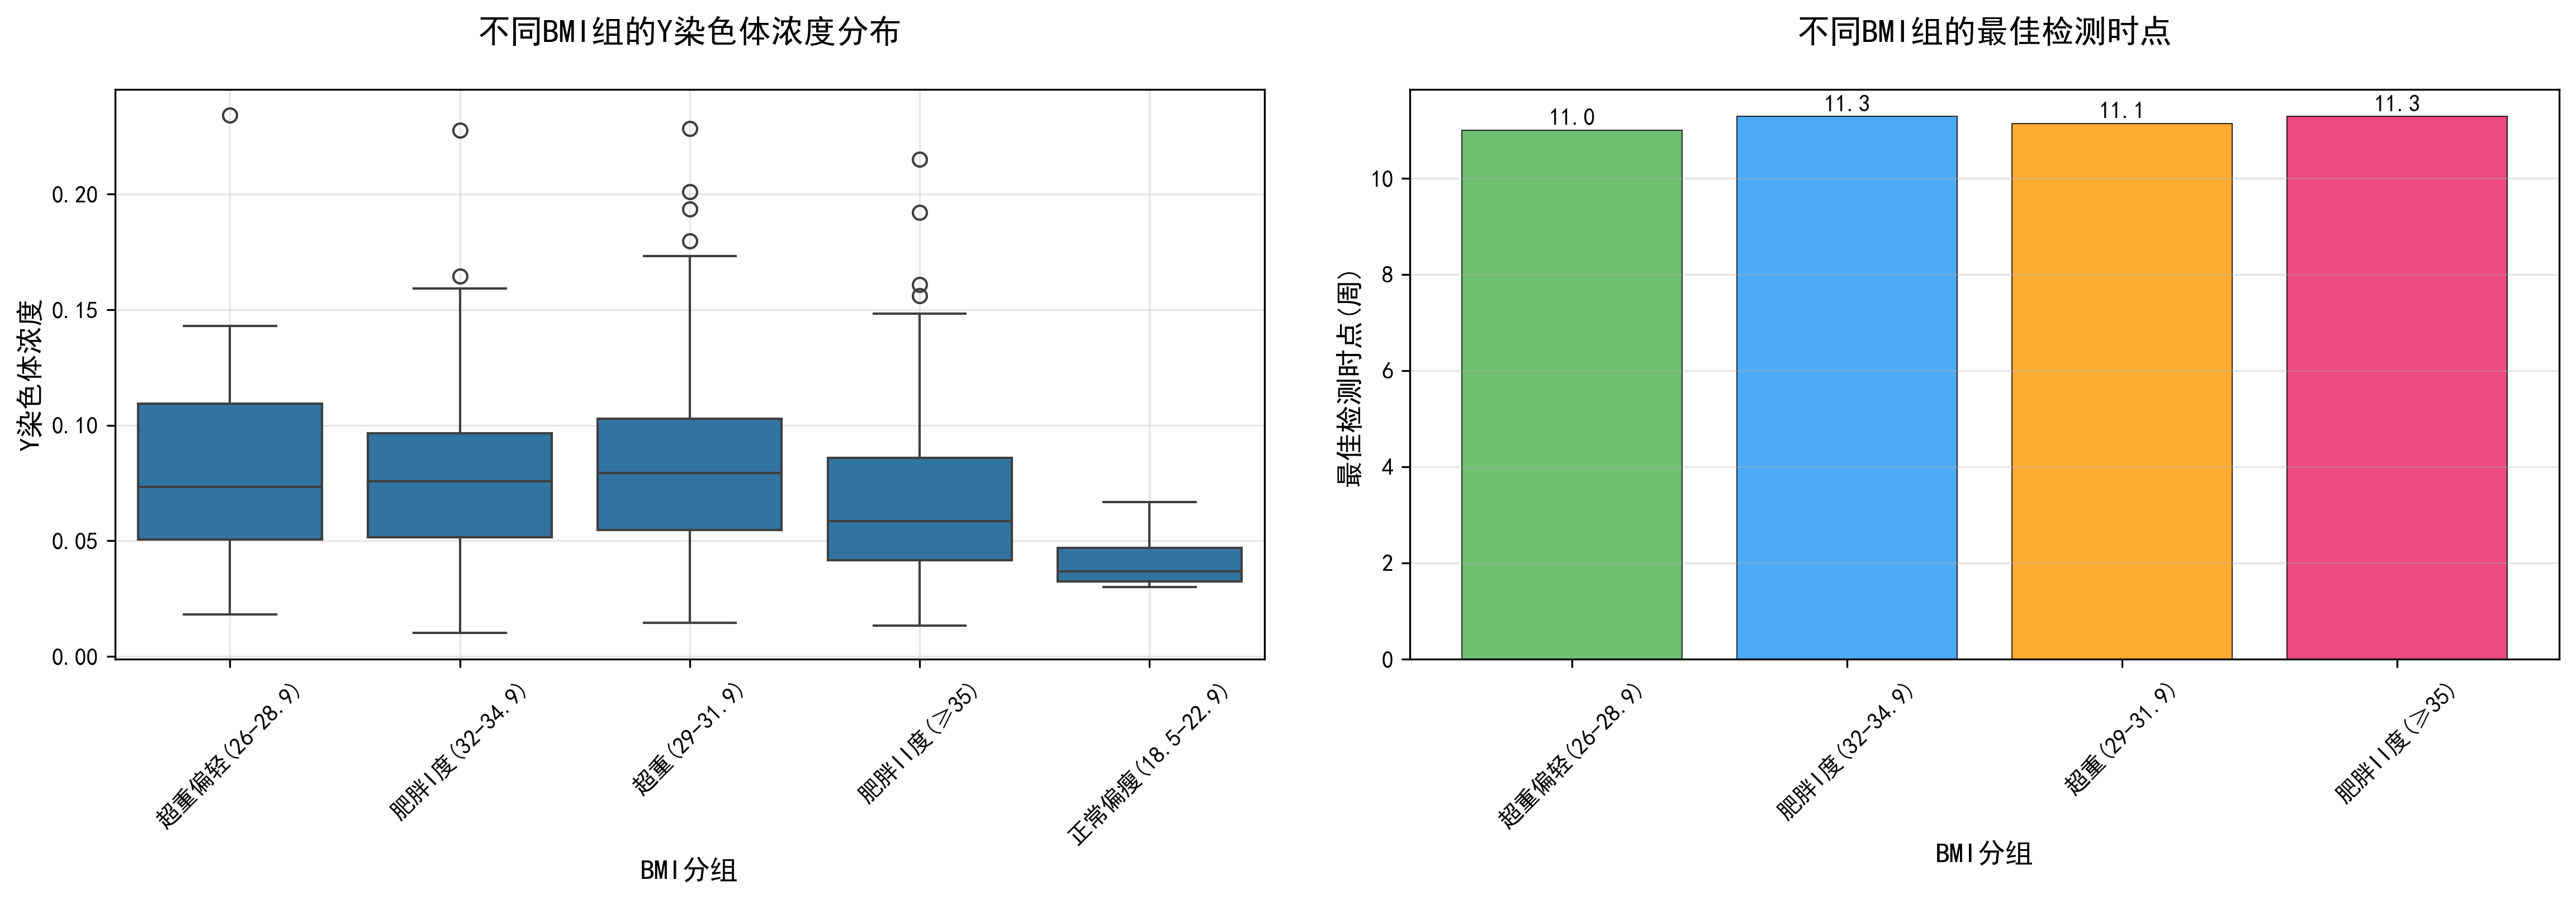 不同BMI组的Y染色体浓度分布
Y染色体浓度
0.20
0.15
0.10
0.05
0.00
超重偏轻(26-28.9)
肥胖I度(32-34.9)
超重(29-31.9)
肥胖II度(≥35)
正常偏瘦(18.5-22.9)
BMI分组
不同BMI组的最佳检测时点
最佳检测时点(周)
10
8
6
4
2
0
11.0
11.3
11.1
11.3
超重偏轻(26-28.9)
肥胖I度(32-34.9)
超重(29-31.9)
肥胖II度(≥35)
BMI分组